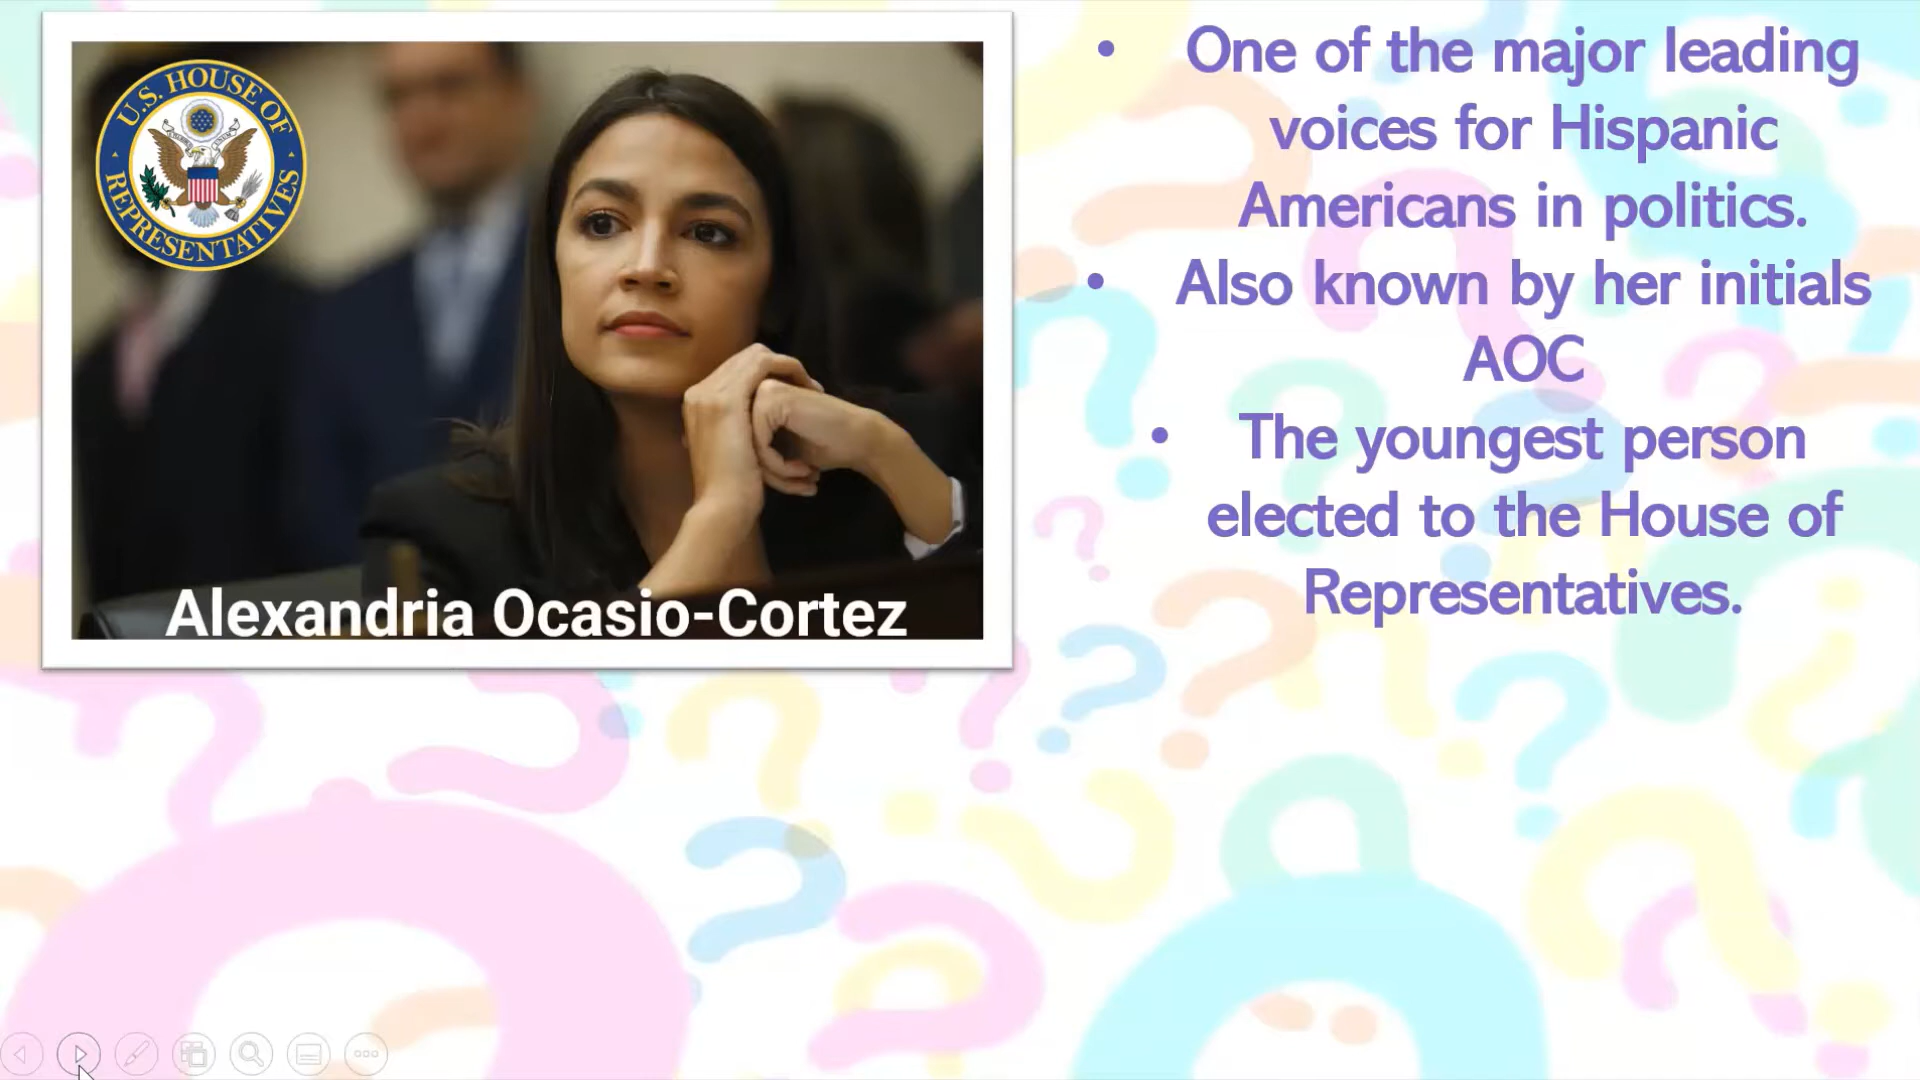 U.S. HOUSE OF
REPRESENTATIVES
Alexandria Ocasio-Cortez
• One of the major leading
voices for Hispanic
Americans in politics.
• Also known by her initials
AOC
• The youngest person
elected to the House of
Representatives.